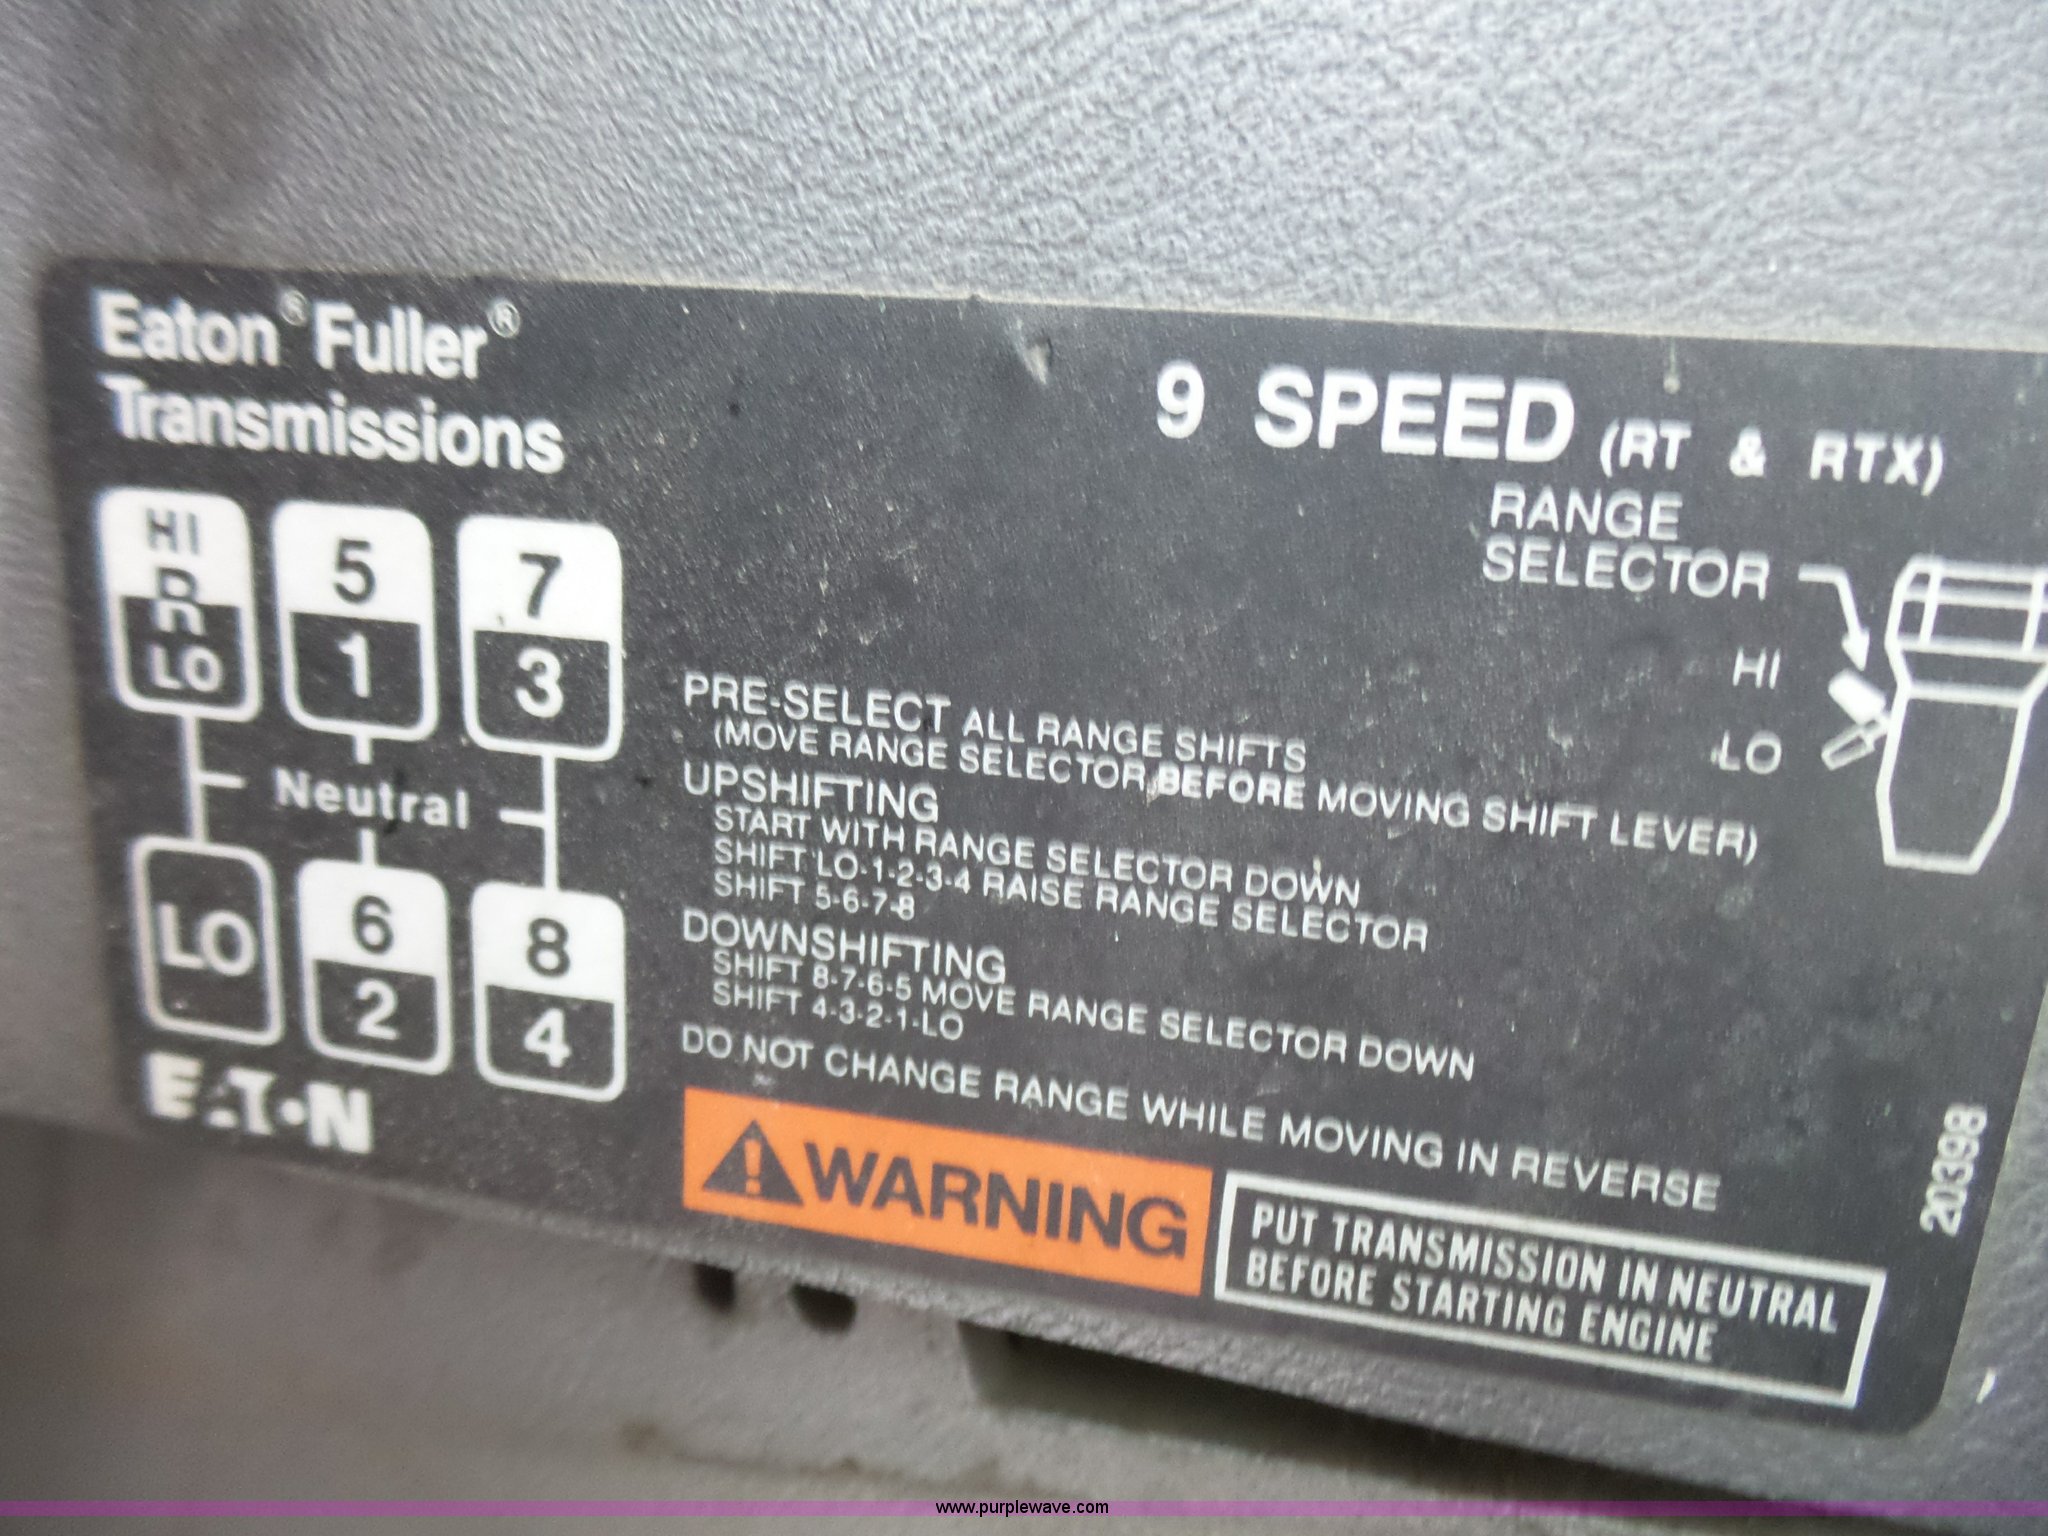 Eaton® Fuller®
Transmissions
9 SPEED (RT & RTX)
RANGE
SELECTOR
HI
LO
HI
R
LO
5
1
7
3
Neutral
LO
6
2
8
4
EATON
PRE-SELECT ALL RANGE SHIFTS
(MOVE RANGE SELECTOR BEFORE MOVING SHIFT LEVER)
UPSHIFTING
START WITH RANGE SELECTOR DOWN
SHIFT LO-1-2-3-4 RAISE RANGE SELECTOR
SHIFT 5-6-7-8
DOWNSHIFTING
SHIFT 8-7-6-5 MOVE RANGE SELECTOR DOWN
SHIFT 4-3-2-1-LO
DO NOT CHANGE RANGE WHILE MOVING IN REVERSE
WARNING
PUT TRANSMISSION IN NEUTRAL
BEFORE STARTING ENGINE
20398
www.purplewave.com